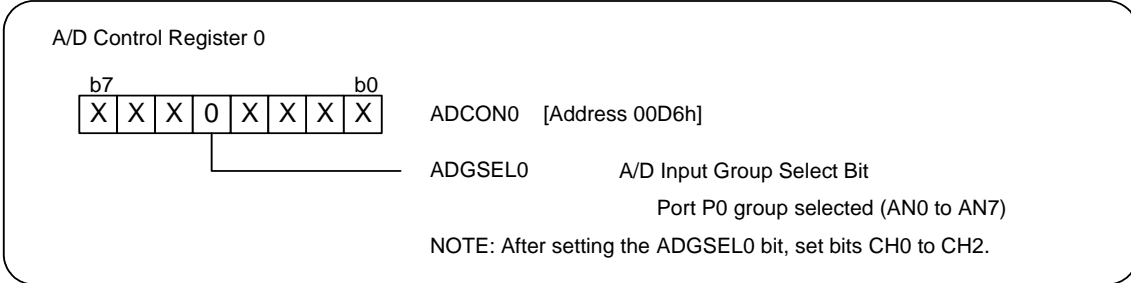 A/D Control Register 0
b7 b0
X X X 0 X X X X ADCON0 [Address 00D6h]
ADGSEL0 A/D Input Group Select Bit
Port P0 group selected (AN0 to AN7)
NOTE: After setting the ADGSEL0 bit, set bits CH0 to CH2.